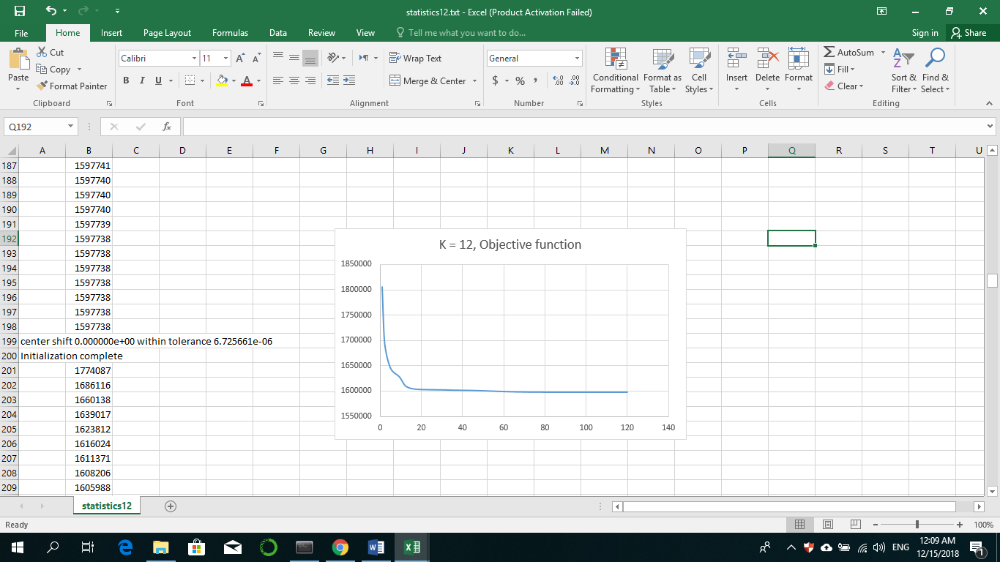 statistics12.txt - Excel (Product Activation Failed)
File Home Insert Page Layout Formulas Data Review View Tell me what you want to do... Sign in Share
Paste
Cut
Copy
Format Painter
Clipboard
Calibri 11 A A
B I U A
Font
Wrap Text
Merge & Center
Alignment
General
$ % , .0 .00
.00 .0
Number
Conditional Formatting
Format as Table
Cell Styles
Styles
Insert Delete Format
Cells
AutoSum
Fill
Clear
Sort & Filter
Find & Select
Editing
Q192 fx
A B C D E F G H I J K L M N O P Q R S T U
187 1597741
188 1597740
189 1597740
190 1597740
191 1597739
192 1597738
193 1597738
194 1597738
195 1597738
196 1597738
197 1597738
198 1597738
199 center shift 0.000000e+00 within tolerance 6.725661e-06
200 Initialization complete
201 1774087
202 1686116
203 1660138
204 1639017
205 1623812
206 1616024
207 1611371
208 1608206
209 1605988
K = 12, Objective function
1850000
1800000
1750000
1700000
1650000
1600000
1550000
0 20 40 60 80 100 120 140
statistics12
Ready 100%
ENG
12:09 AM
12/15/2018
1